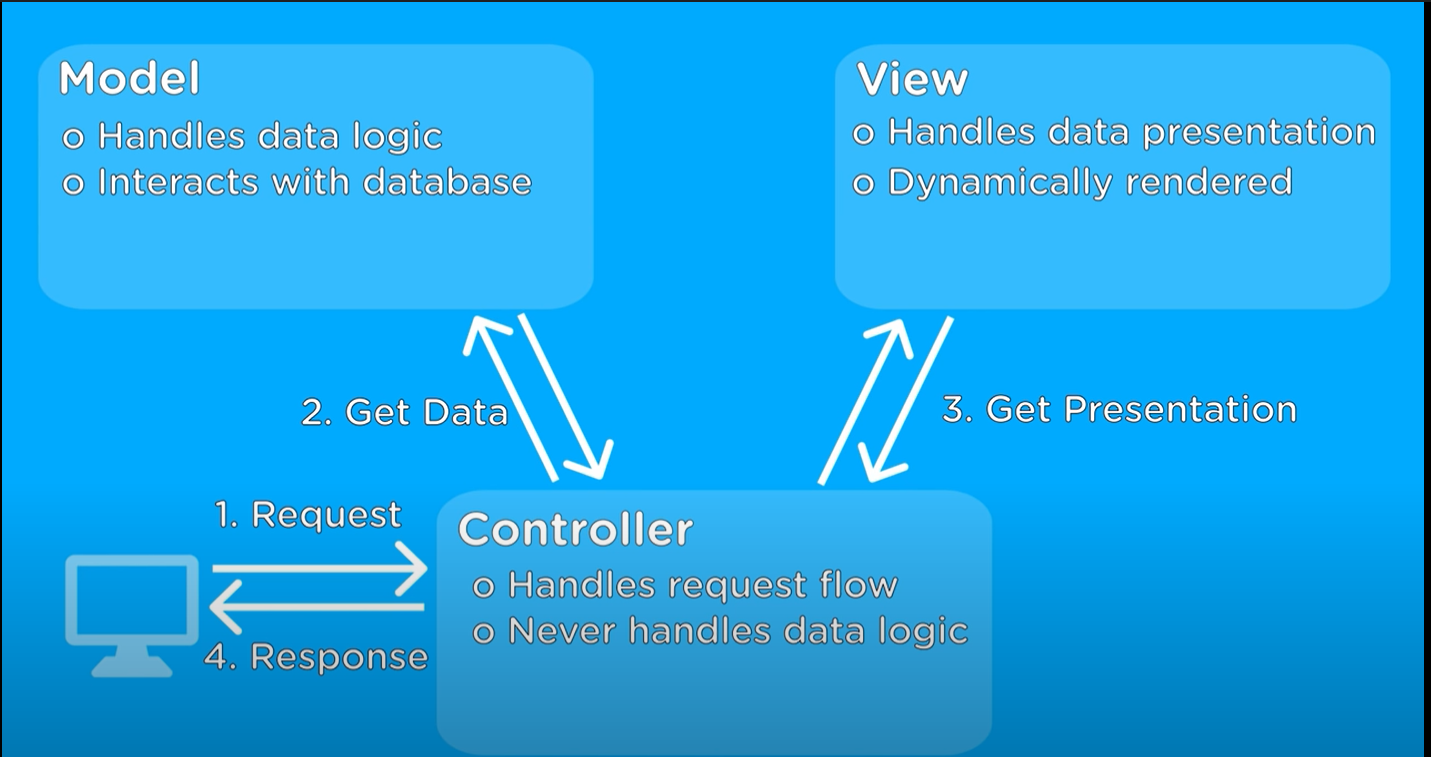 Model
o Handles data logic
o Interacts with database
View
o Handles data presentation
o Dynamically rendered
2. Get Data
3. Get Presentation
1. Request
4. Response
Controller
o Handles request flow
o Never handles data logic